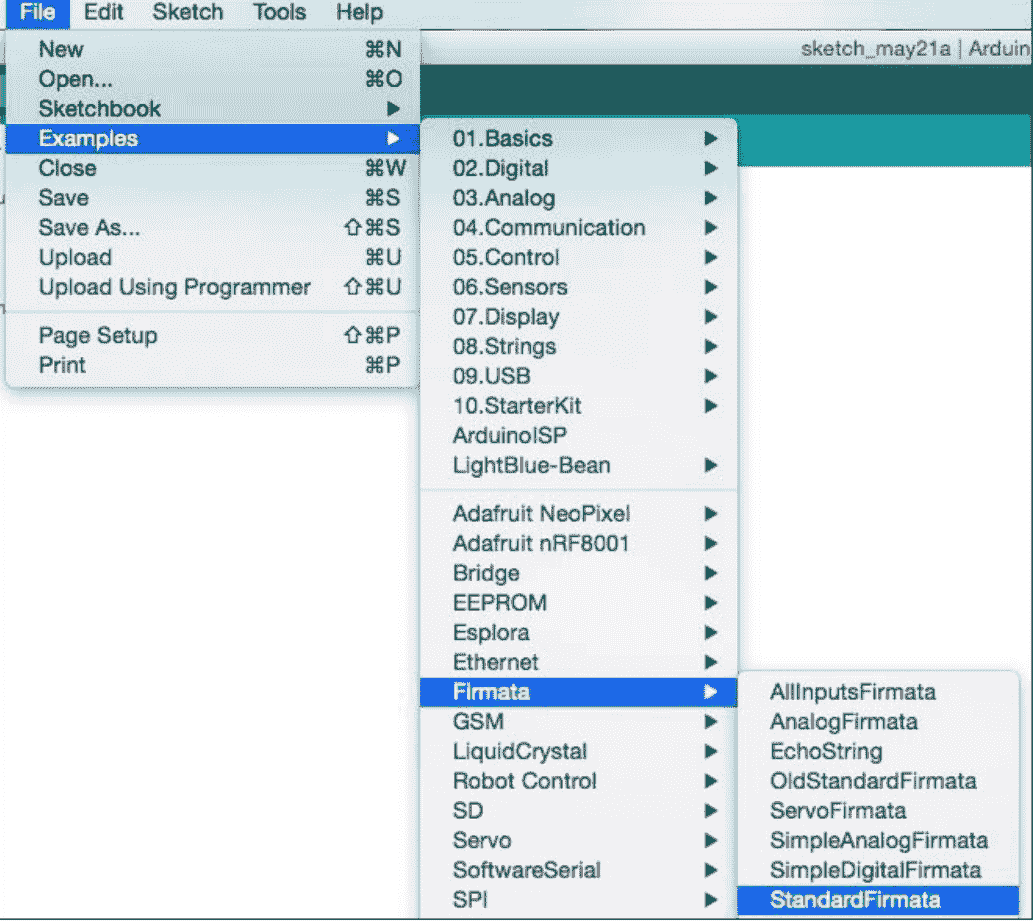 File Edit Sketch Tools Help
sketch_may21a | Arduin
New ⌘N
Open... ⌘O
Sketchbook ▶
Examples ▶
Close ⌘W
Save ⌘S
Save As... ⇧⌘S
Upload ⌘U
Upload Using Programmer ⇧⌘U
Page Setup ⇧⌘P
Print ⌘P
01.Basics ▶
02.Digital ▶
03.Analog ▶
04.Communication ▶
05.Control ▶
06.Sensors ▶
07.Display ▶
08.Strings ▶
09.USB ▶
10.StarterKit ▶
ArduinoISP
LightBlue-Bean ▶
Adafruit NeoPixel ▶
Adafruit nRF8001 ▶
Bridge ▶
EEPROM ▶
Esplora ▶
Ethernet ▶
Firmata ▶
GSM ▶
LiquidCrystal ▶
Robot Control ▶
SD ▶
Servo ▶
SoftwareSerial ▶
SPI ▶
AllInputsFirmata
AnalogFirmata
EchoString
OldStandardFirmata
ServoFirmata
SimpleAnalogFirmata
SimpleDigitalFirmata
StandardFirmata